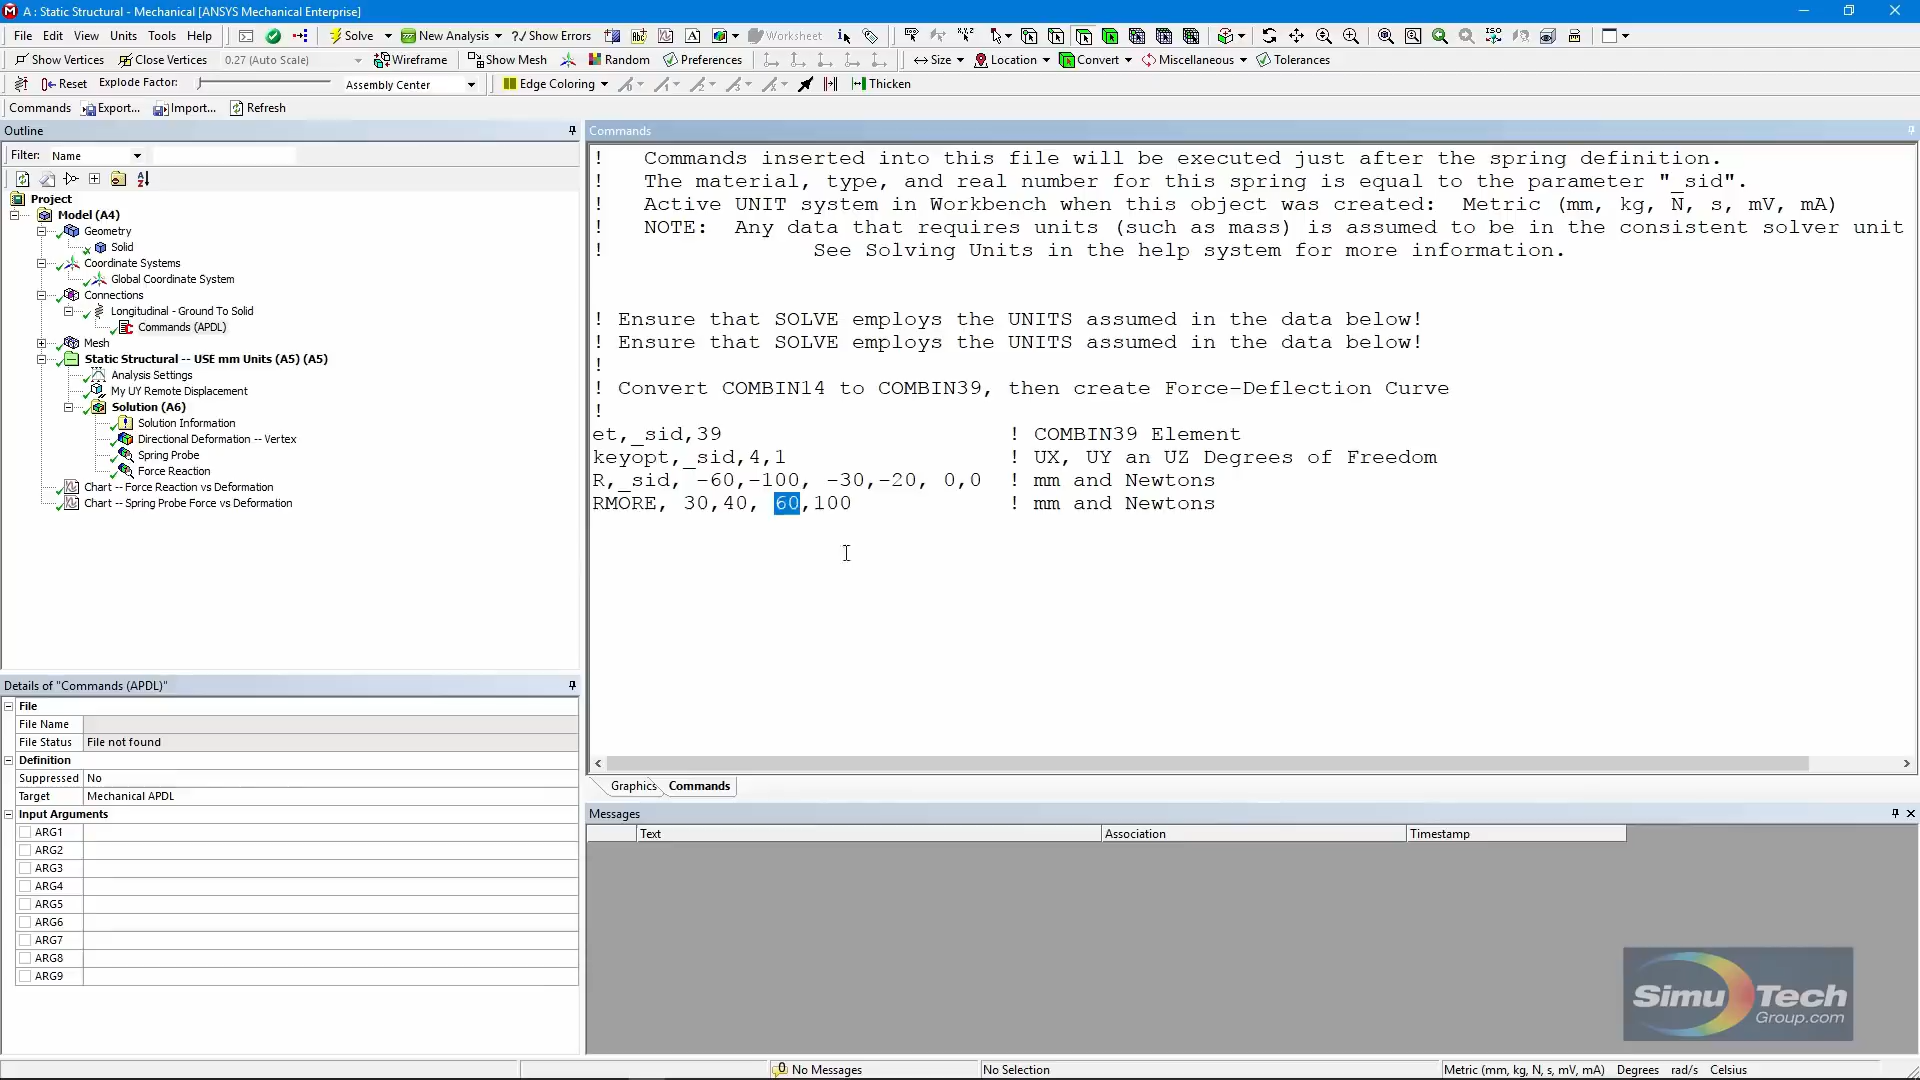 A : Static Structural - Mechanical [ANSYS Mechanical Enterprise]
File Edit View Units Tools Help Solve New Analysis Show Errors Worksheet
Show Vertices Close Vertices 0.27 (Auto Scale) Wireframe Show Mesh Random Preferences Size Location Convert Miscellaneous Tolerances
Reset Explode Factor: Assembly Center Edge Coloring Thicken
Commands Export... Import... Refresh
Outline
Filter: Name
Project
Model (A4)
Geometry
Solid
Coordinate Systems
Global Coordinate System
Connections
Longitudinal - Ground To Solid
Commands (APDL)
Mesh
Static Structural -- USE mm Units (A5) (A5)
Analysis Settings
My UY Remote Displacement
Solution (A6)
Solution Information
Directional Deformation -- Vertex
Spring Probe
Force Reaction
Chart -- Force Reaction vs Deformation
Chart -- Spring Probe Force vs Deformation
Details of "Commands (APDL)"
File
File Name
File Status File not found
Definition
Suppressed No
Target Mechanical APDL
Input Arguments
ARG1
ARG2
ARG3
ARG4
ARG5
ARG6
ARG7
ARG8
ARG9
Commands
! Commands inserted into this file will be executed just after the spring definition.
! The material, type, and real number for this spring is equal to the parameter "_sid".
! Active UNIT system in Workbench when this object was created: Metric (mm, kg, N, s, mV, mA)
! NOTE: Any data that requires units (such as mass) is assumed to be in the consistent solver unit
! See Solving Units in the help system for more information.
! Ensure that SOLVE employs the UNITS assumed in the data below!
! Ensure that SOLVE employs the UNITS assumed in the data below!
!
! Convert COMBIN14 to COMBIN39, then create Force-Deflection Curve
!
et,_sid,39 ! COMBIN39 Element
keyopt,_sid,4,1 ! UX, UY an UZ Degrees of Freedom
R,_sid, -60,-100, -30,-20, 0,0 ! mm and Newtons
RMORE, 30,40, 60,100 ! mm and Newtons
Graphics Commands
Messages
Text Association Timestamp
SimuTech
Group.com
0 No Messages No Selection Metric (mm, kg, N, s, mV, mA) Degrees rad/s Celsius